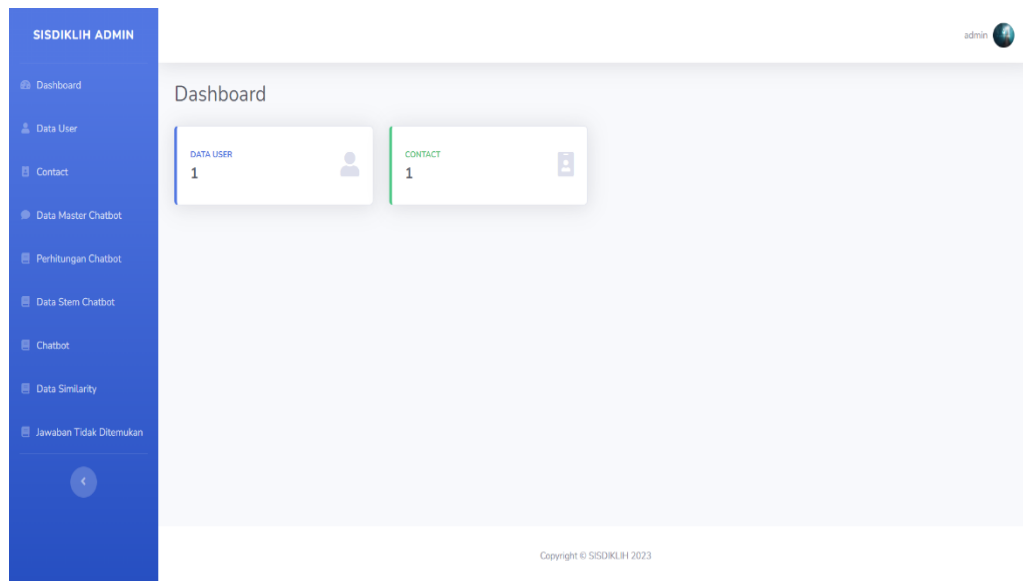 SISDIKLIH ADMIN
Dashboard
Data User
Contact
Data Master Chatbot
Perhitungan Chatbot
Data Stem Chatbot
Chatbot
Data Similarity
Jawaban Tidak Ditemukan
admin
Dashboard
DATA USER
1
CONTACT
1
Copyright © SISDIKLIH 2023